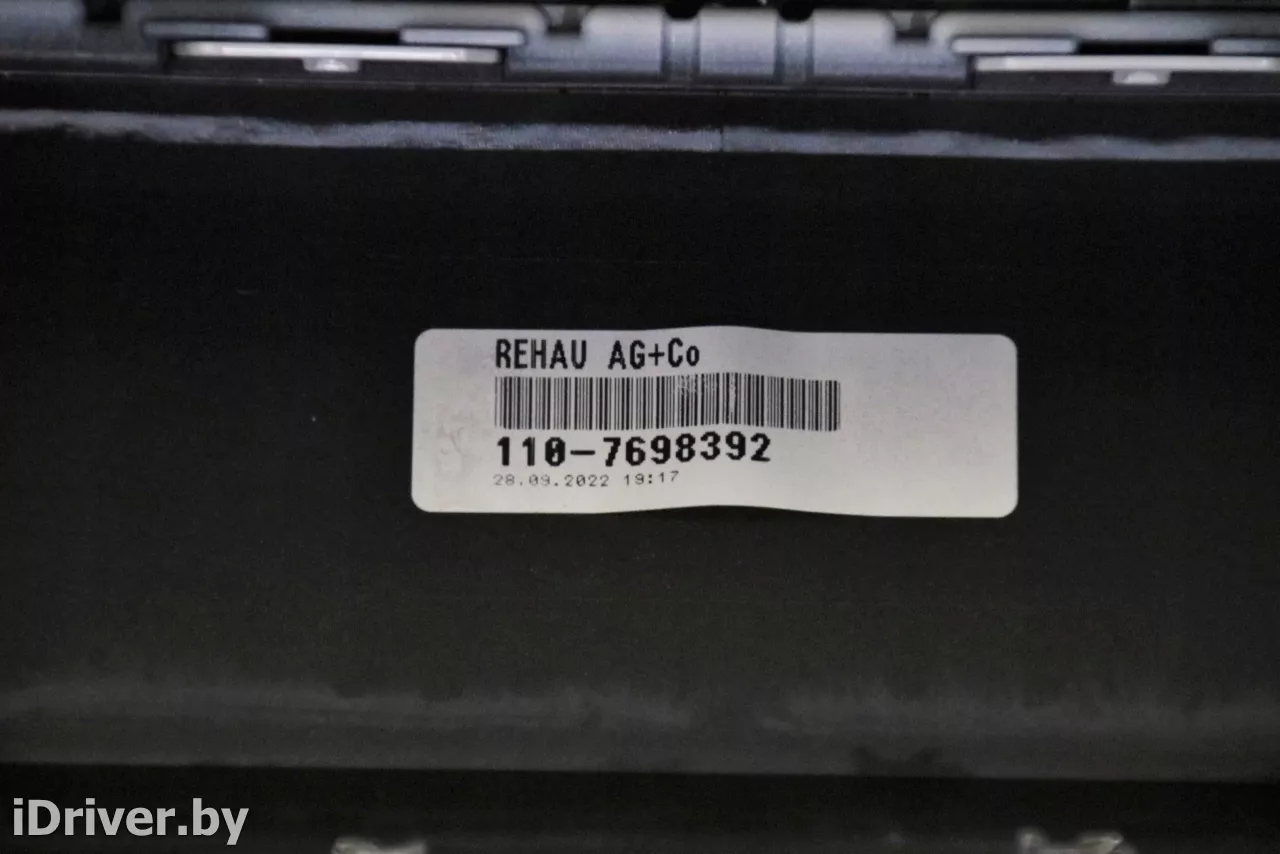 REHAU AG+Co
110-7698392
28.09.2022 19:17
iDriver.by